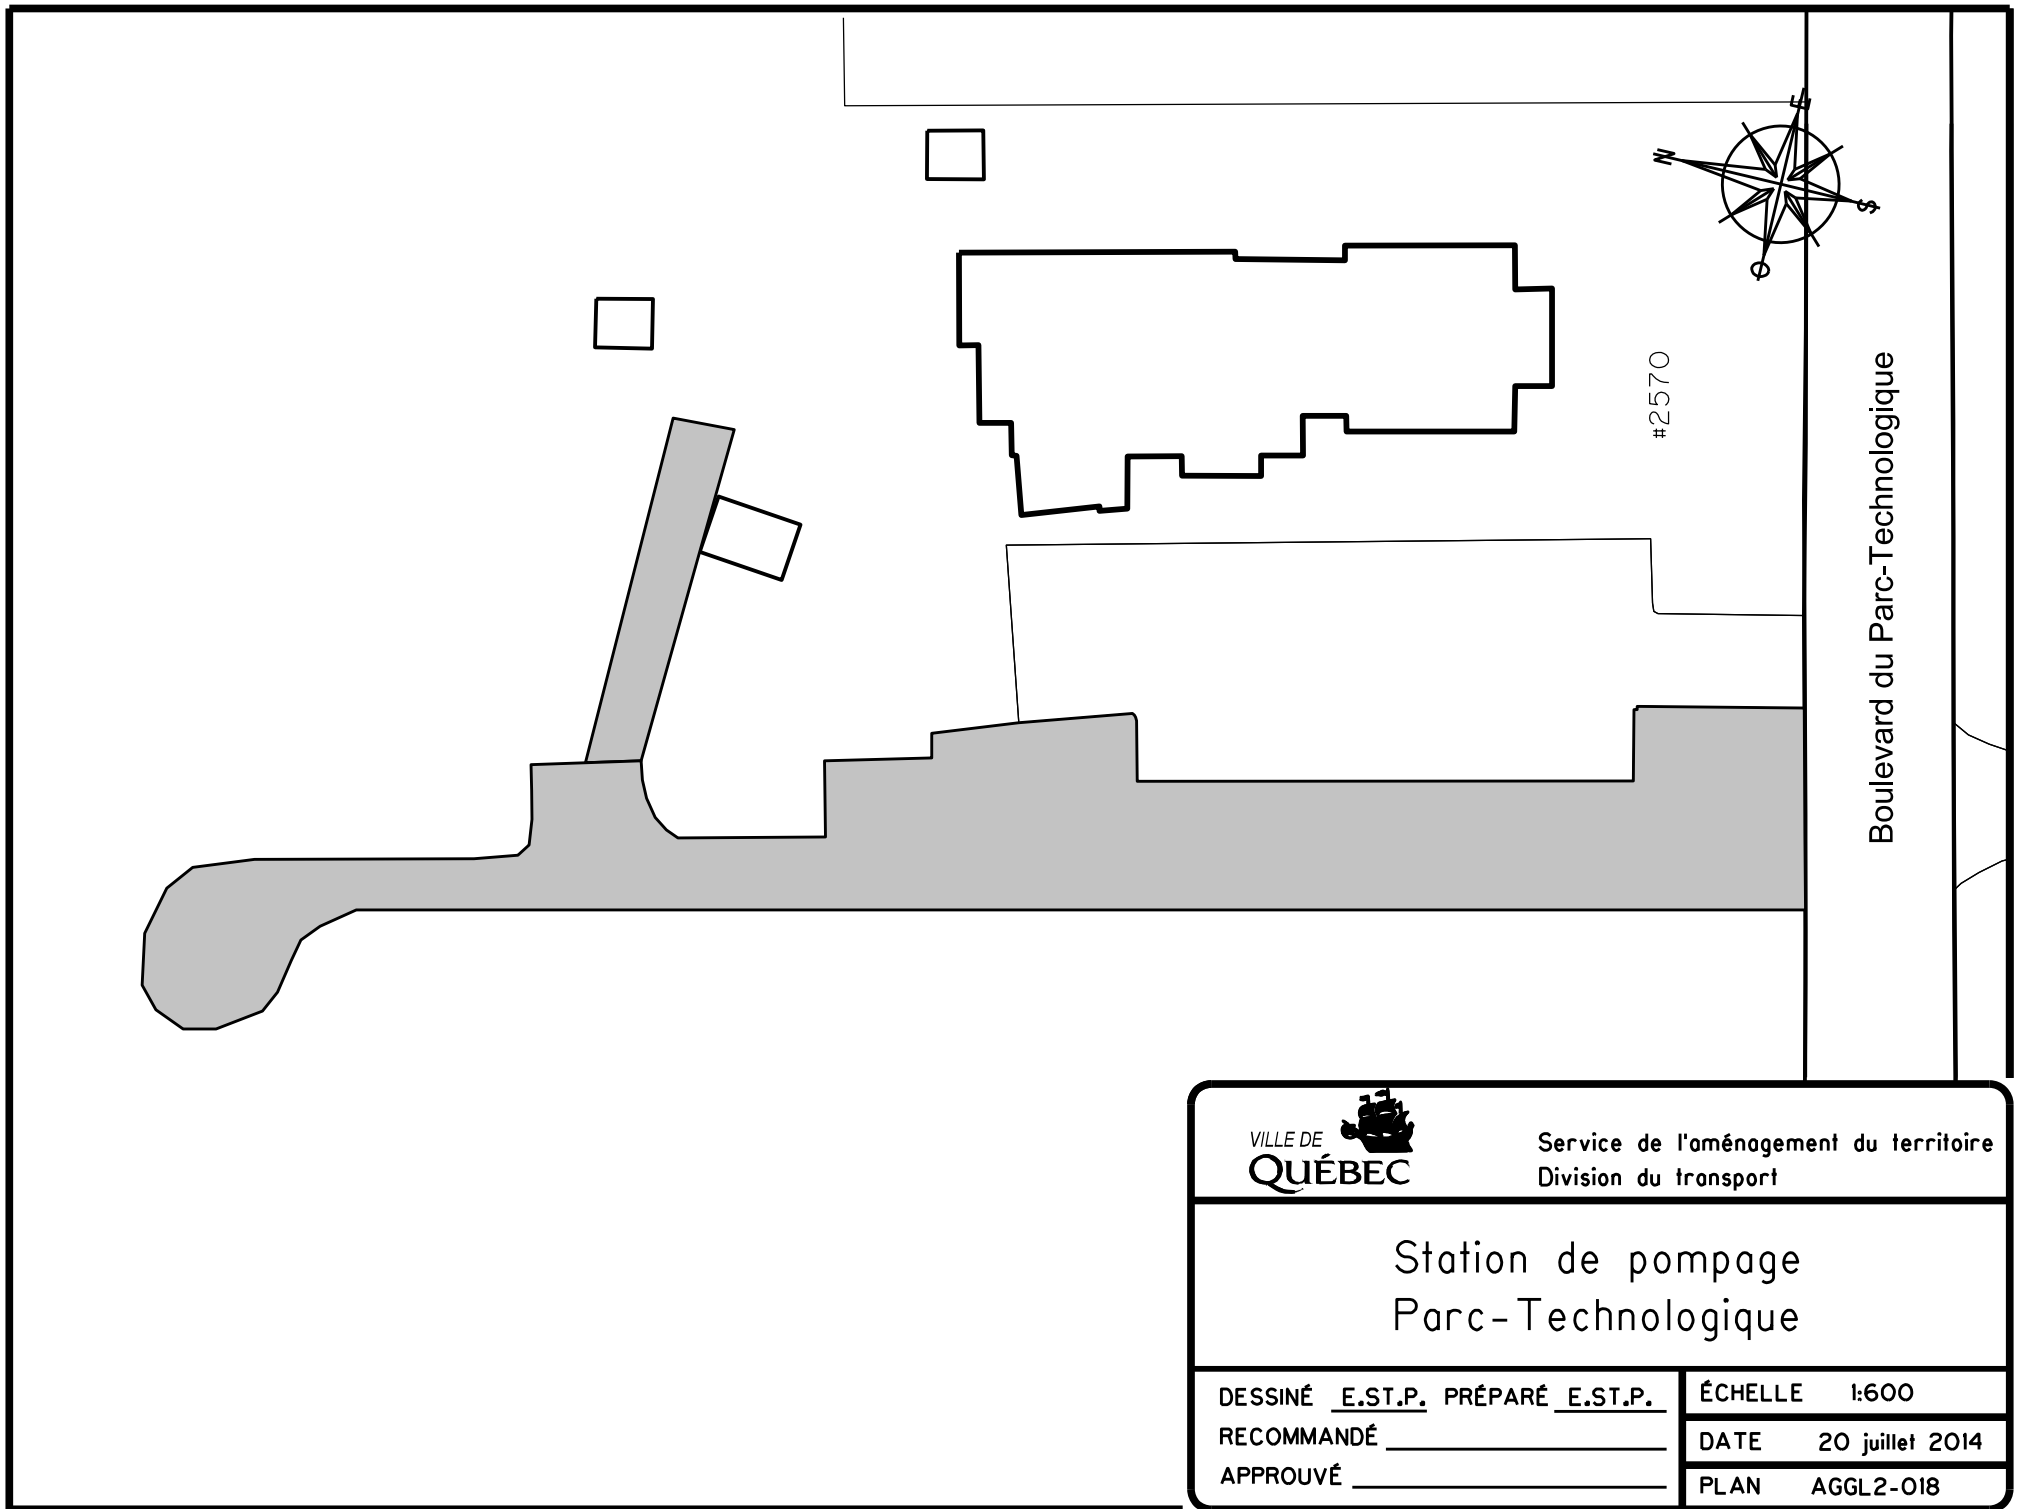 E
N
S
O
#2570
Boulevard du Parc-Technologique
VILLE DE
QUÉBEC
Service de l'aménagement du territoire
Division du transport
Station de pompage
Parc-Technologique
DESSINÉ E.ST.P. PRÉPARÉ E.ST.P.
RECOMMANDÉ
APPROUVÉ
ÉCHELLE 1:600
DATE 20 juillet 2014
PLAN AGGL2-018